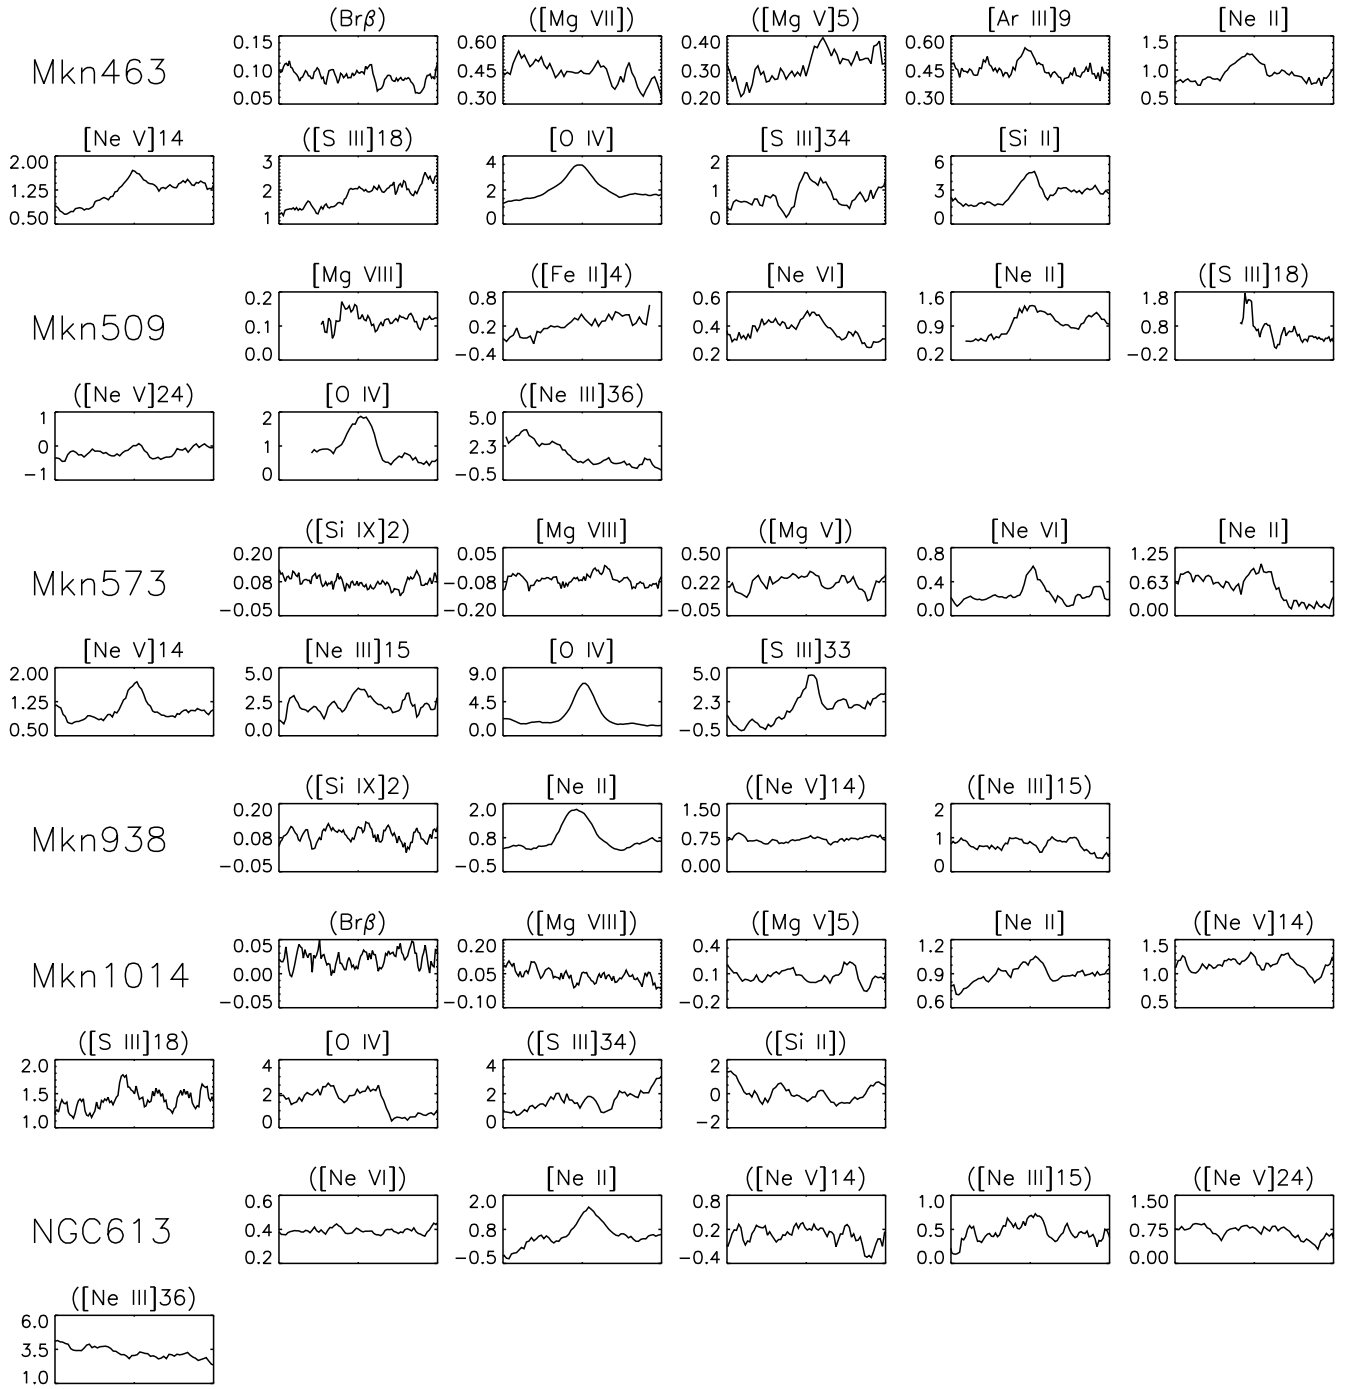 (Brβ) ([Mg VII]) ([Mg V]5) [Ar III]9 [Ne II]
Mkn463
0.15 0.10 0.05 0.60 0.45 0.30 0.40 0.30 0.20 0.60 0.45 0.30 1.5 1.0 0.5
[Ne V]14 ([S III]18) [O IV] [S III]34 [Si II]
2.00 1.25 0.50 3 2 1 4 2 0 2 1 0 6 3 0
[Mg VIII] ([Fe II]4) [Ne VI] [Ne II] ([S III]18)
Mkn509
0.2 0.1 0.0 0.8 0.2 −0.4 0.6 0.4 0.2 1.6 0.9 0.2 1.8 0.8 −0.2
([Ne V]24) [O IV] ([Ne III]36)
1 0 −1 2 1 0 5.0 2.3 −0.5
([Si IX]2) [Mg VIII] ([Mg V]) [Ne VI] [Ne II]
Mkn573
0.20 0.08 −0.05 0.05 −0.08 −0.20 0.50 0.22 −0.05 0.8 0.4 0.0 1.25 0.63 0.00
[Ne V]14 [Ne III]15 [O IV] [S III]33
2.00 1.25 0.50 5.0 2.5 0.0 9.0 4.5 0.0 5.0 2.3 −0.5
([Si IX]2) [Ne II] ([Ne V]14) ([Ne III]15)
Mkn938
0.20 0.08 −0.05 2.0 0.8 −0.5 1.50 0.75 0.00 2 1 0
(Brβ) ([Mg VIII]) ([Mg V]5) [Ne II] ([Ne V]14)
Mkn1014
0.05 0.00 −0.05 0.20 0.05 −0.10 0.4 0.1 −0.2 1.2 0.9 0.6 1.5 1.0 0.5
([S III]18) [O IV] ([S III]34) ([Si II])
2.0 1.5 1.0 4 2 0 4 2 0 2 0 −2
([Ne VI]) [Ne II] ([Ne V]14) ([Ne III]15) ([Ne V]24)
NGC613
0.6 0.4 0.2 2.0 0.8 −0.5 0.8 0.2 −0.4 1.0 0.5 0.0 1.50 0.75 0.00
([Ne III]36)
6.0 3.5 1.0